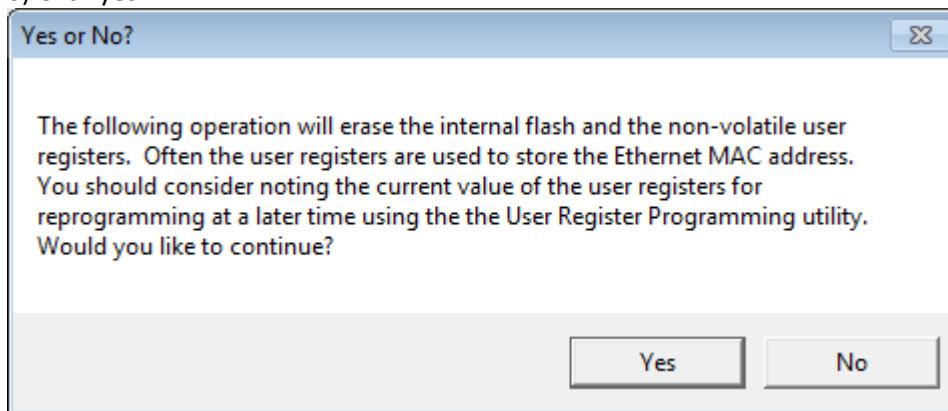 Yes or No?
The following operation will erase the internal flash and the non-volatile user
registers.  Often the user registers are used to store the Ethernet MAC address.
You should consider noting the current value of the user registers for
reprogramming at a later time using the the User Register Programming utility.
Would you like to continue?
Yes
No